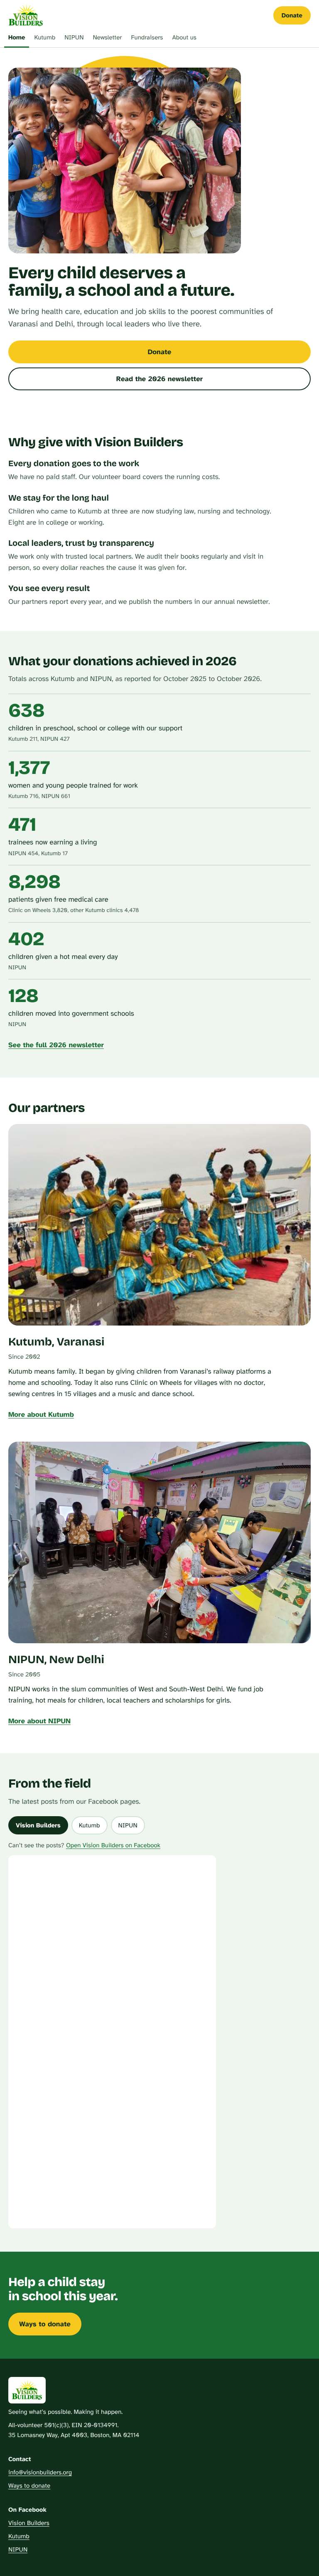 VISION
BUILDERS
Donate
Home Kutumb NIPUN Newsletter Fundraisers About us
Every child deserves a
family, a school and a future.
We bring health care, education and job skills to the poorest communities of
Varanasi and Delhi, through local leaders who live there.
Donate
Read the 2026 newsletter
Why give with Vision Builders
Every donation goes to the work
We have no paid staff. Our volunteer board covers the running costs.
We stay for the long haul
Children who came to Kutumb at three are now studying law, nursing and technology.
Eight are in college or working.
Local leaders, trust by transparency
We work only with trusted local partners. We audit their books regularly and visit in
person, so every dollar reaches the cause it was given for.
You see every result
Our partners report every year, and we publish the numbers in our annual newsletter.
What your donations achieved in 2026
Totals across Kutumb and NIPUN, as reported for October 2025 to October 2026.
638
children in preschool, school or college with our support
Kutumb 211, NIPUN 427
1,377
women and young people trained for work
Kutumb 716, NIPUN 661
471
trainees now earning a living
NIPUN 454, Kutumb 17
8,298
patients given free medical care
Clinic on Wheels 3,820, other Kutumb clinics 4,478
402
children given a hot meal every day
NIPUN
128
children moved into government schools
NIPUN
See the full 2026 newsletter
Our partners
Kutumb, Varanasi
Since 2002
Kutumb means family. It began by giving children from Varanasi's railway platforms a
home and schooling. Today it also runs Clinic on Wheels for villages with no doctor,
sewing centres in 15 villages and a music and dance school.
More about Kutumb
NIPUN, New Delhi
Since 2005
NIPUN works in the slum communities of West and South-West Delhi. We fund job
training, hot meals for children, local teachers and scholarships for girls.
More about NIPUN
From the field
The latest posts from our Facebook pages.
Vision Builders Kutumb NIPUN
Can't see the posts? Open Vision Builders on Facebook
Help a child stay
in school this year.
Ways to donate
VISION
BUILDERS
Seeing what's possible. Making it happen.
All-volunteer 501(c)(3), EIN 20-0134991.
35 Lomasney Way, Apt 4003, Boston, MA 02114
Contact
info@visionbuilders.org
Ways to donate
On Facebook
Vision Builders
Kutumb
NIPUN